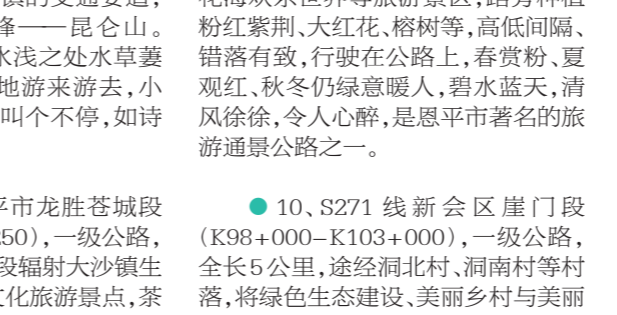 镇的交通要道,
峰——昆仑山。
水浅之处水草萋
地游来游去,小
叫个不停,如诗
平市龙胜苍城段
250),一级公路,
段辐射大沙镇生
文化旅游景点,茶
粉红紫荆、大红花、榕树等,高低间隔、
错落有致,行驶在公路上,春赏粉、夏
观红、秋冬仍绿意暖人,碧水蓝天,清
风徐徐,令人心醉,是恩平市著名的旅
游通景公路之一。
● 10、S271 线新会区崖门段
(K98+000–K103+000),一级公路,
全长5公里,途经洞北村、洞南村等村
落,将绿色生态建设、美丽乡村与美丽